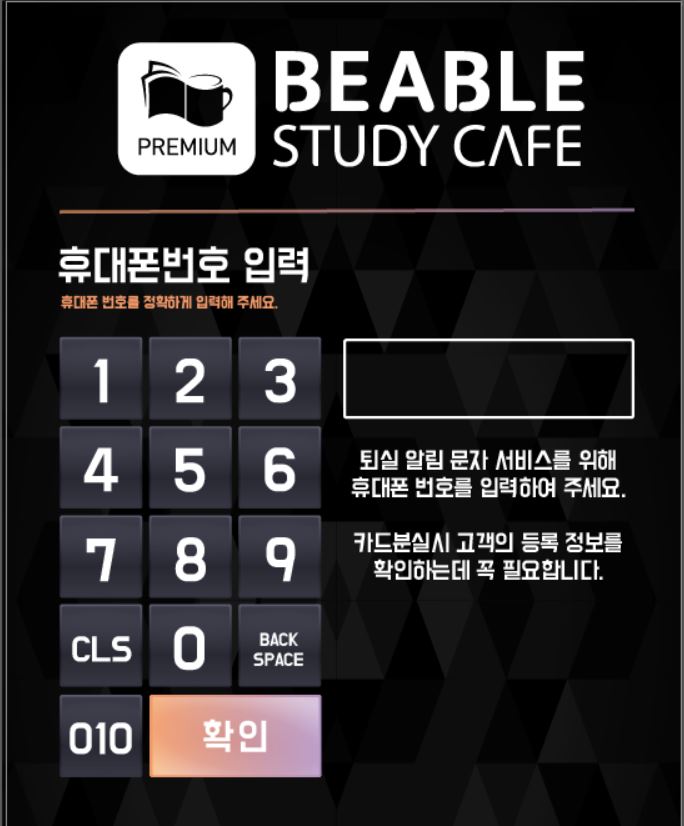 PREMIUM
BEABLE
STUDY CAFE
휴대폰번호 입력
휴대폰 번호를 정확하게 입력해 주세요.
1 2 3
4 5 6
7 8 9
CLS 0 BACK SPACE
010 확인
퇴실 알림 문자 서비스를 위해
휴대폰 번호를 입력하여 주세요.
카드분실시 고객의 등록 정보를
확인하는데 꼭 필요합니다.